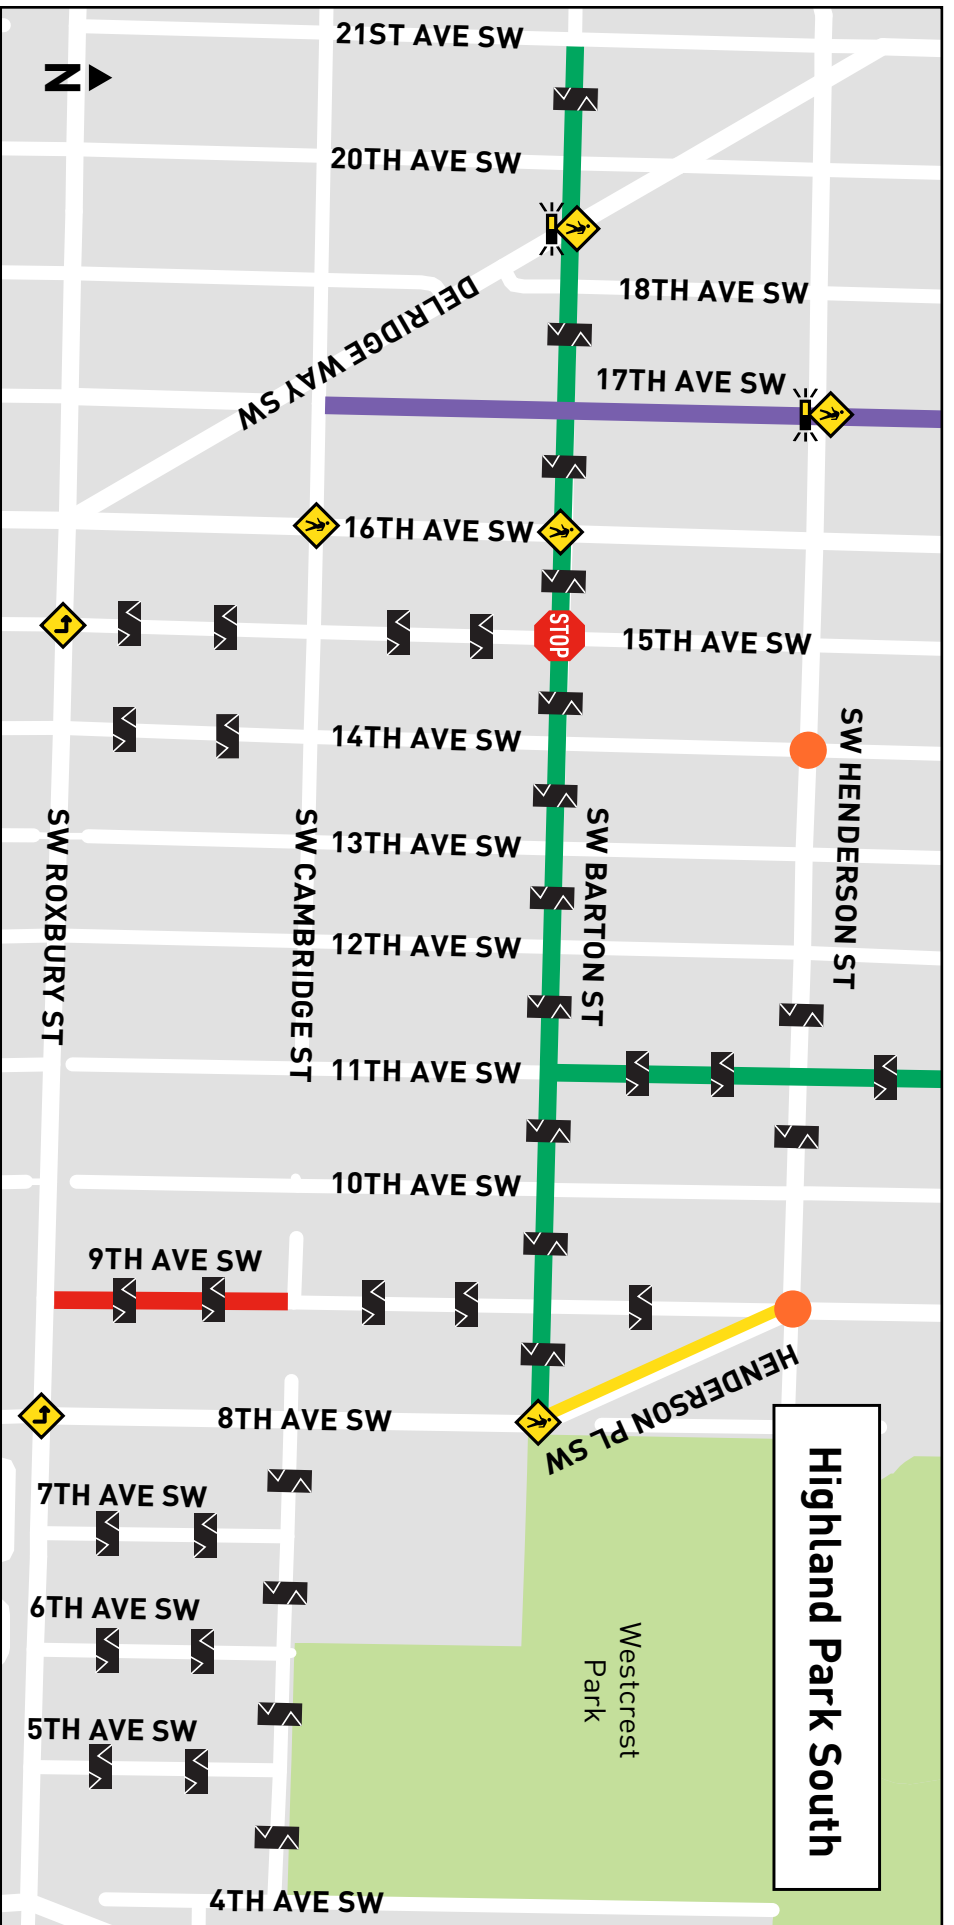 21ST AVE SW
N
20TH AVE SW
18TH AVE SW
DELRIDGE WAY SW
17TH AVE SW
16TH AVE SW
STOP
15TH AVE SW
14TH AVE SW
SW HENDERSON ST
SW ROXBURY ST
SW CAMBRIDGE ST
SW BARTON ST
13TH AVE SW
12TH AVE SW
11TH AVE SW
10TH AVE SW
9TH AVE SW
HENDERSON PL SW
8TH AVE SW
Highland Park South
7TH AVE SW
6TH AVE SW
Westcrest
Park
5TH AVE SW
4TH AVE SW